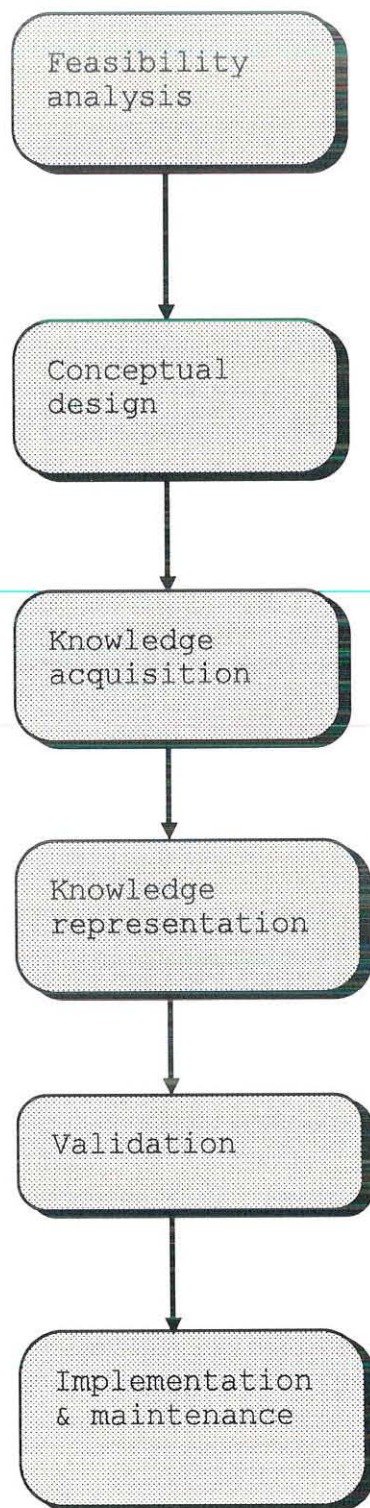 Feasibility
analysis
Conceptual
design
Knowledge
acquisition
Knowledge
representation
Validation
Implementation
& maintenance